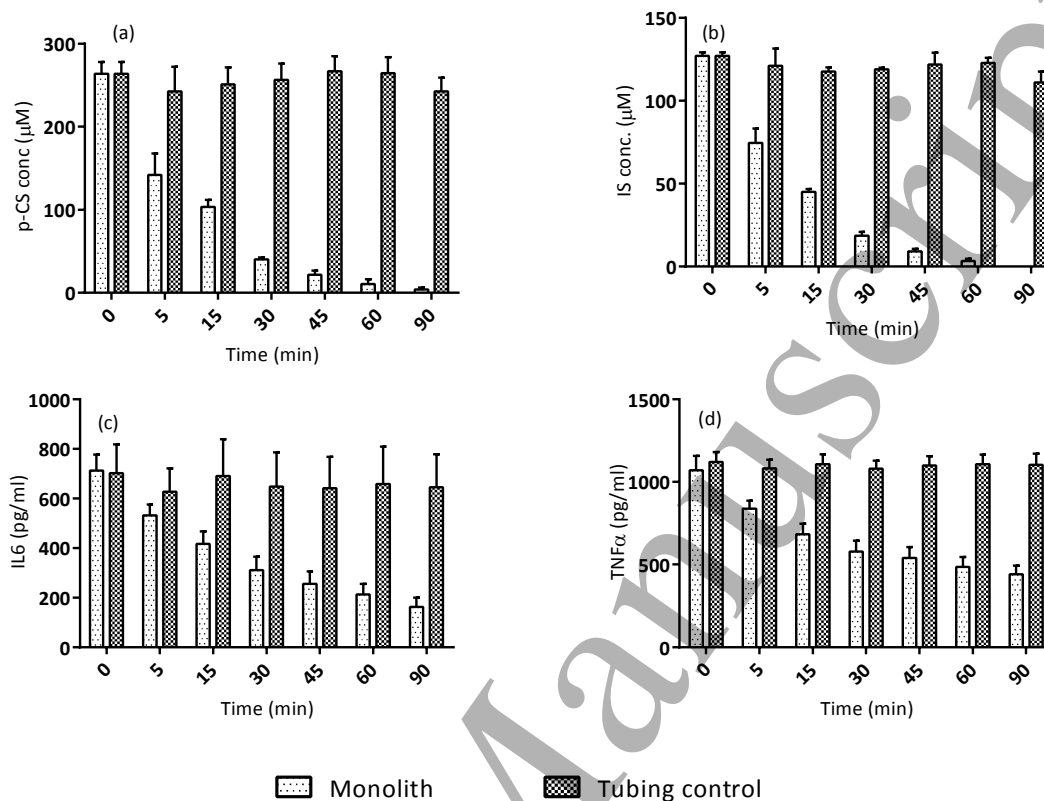 (a)
300
200
100
0
p-CS conc (μM)
0 5 15 30 45 60 90
Time (min)
(b)
150
100
50
0
IS conc. (μM)
0 5 15 30 45 60 90
Time (min)
(c)
1000
800
600
400
200
0
IL6 (pg/ml)
0 5 15 30 45 60 90
Time (min)
(d)
1500
1000
500
0
TNFα (pg/ml)
0 5 15 30 45 60 90
Time (min)
Monolith Tubing control
Manuscrip